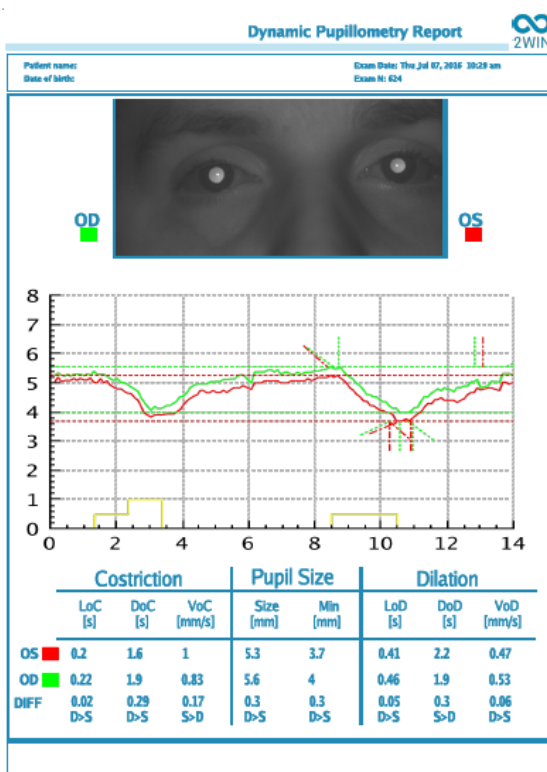 Dynamic Pupillometry Report
2WIN
Patient name: Exam Date: Thu Jul 07, 2016 10:29 am
Date of birth: Exam N: 624
OD OS
8
7
6
5
4
3
2
1
0
0 2 4 6 8 10 12 14
Costriction Pupil Size Dilation
LoC DoC VoC Size Min LoD DoD VoD
[s] [s] [mm/s] [mm] [mm] [s] [s] [mm/s]
OS 0.2 1.6 1 5.3 3.7 0.41 2.2 0.47
OD 0.22 1.9 0.83 5.6 4 0.46 1.9 0.53
DIFF 0.02 0.29 0.17 0.3 0.3 0.05 0.3 0.06
D>S D>S S>D D>S D>S D>S S>D D>S